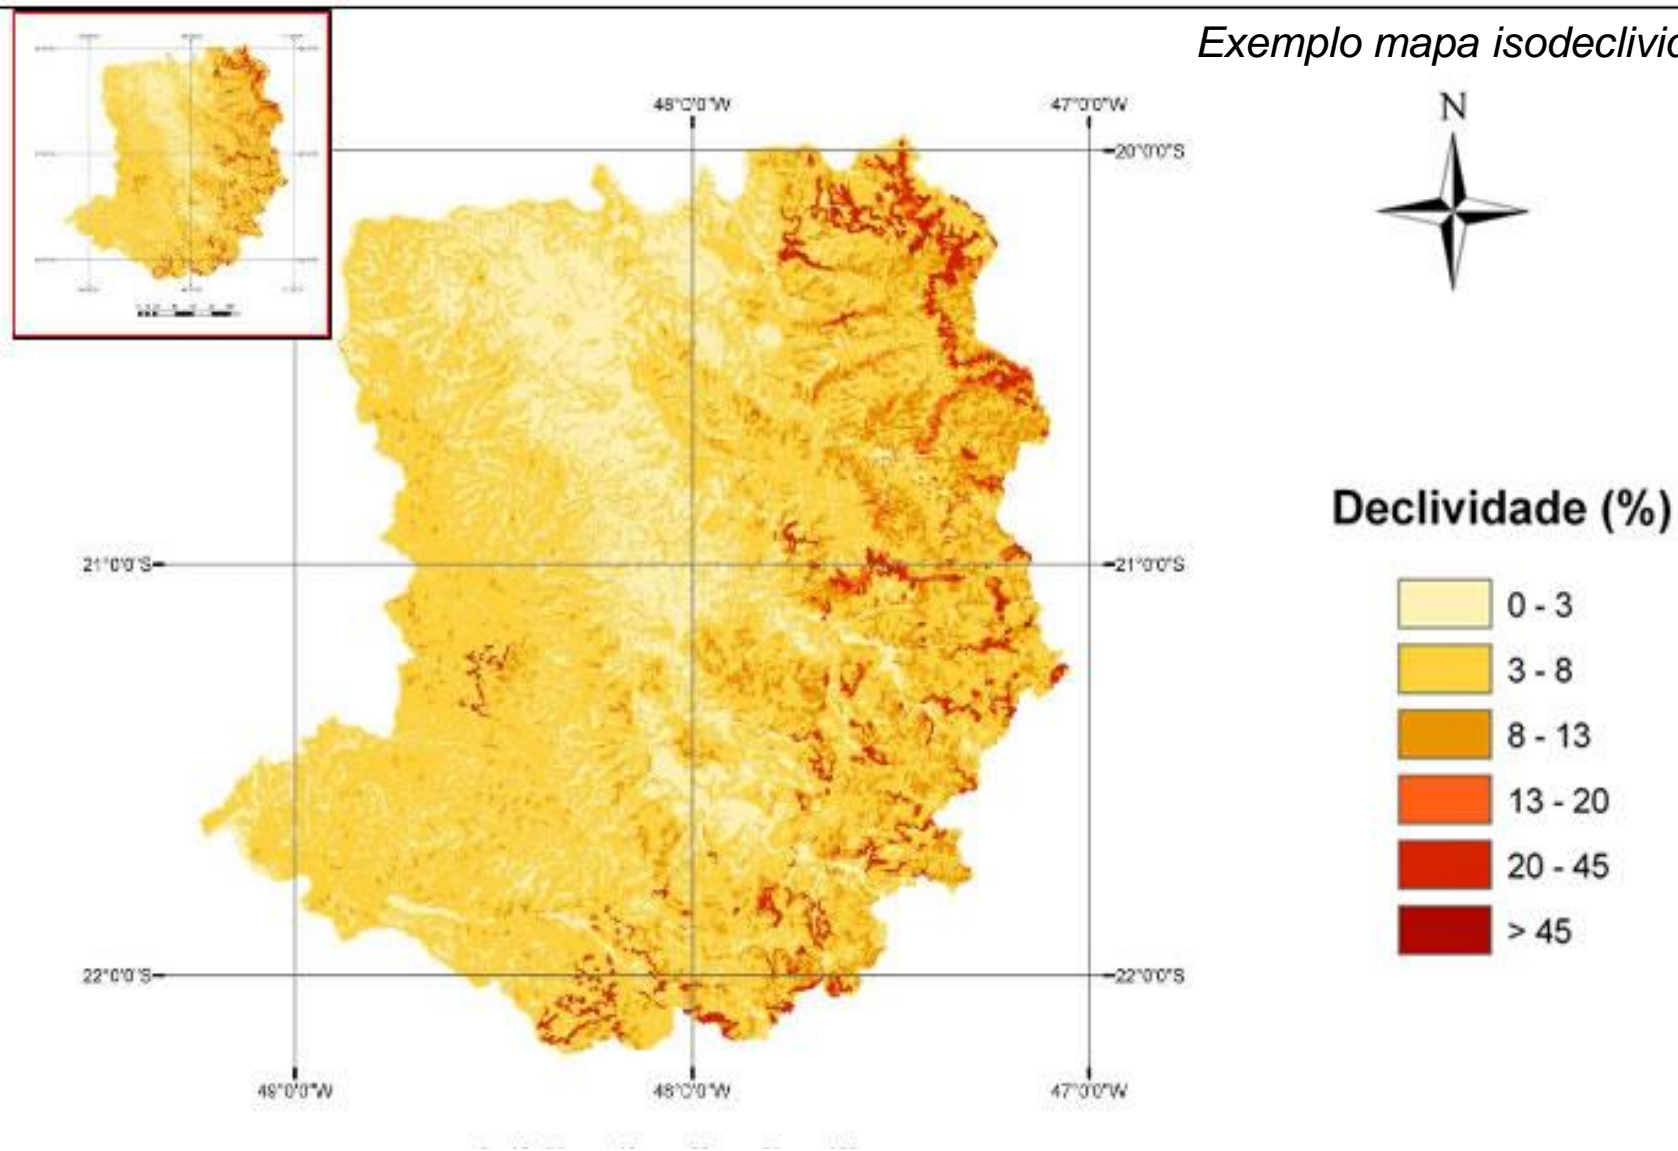 Exemplo mapa isodeclivid
48°0'0"W
47°0'0"W
N
20°0'0"S
Declividade (%)
21°0'0"S
21°0'0"S
0 - 3
3 - 8
8 - 13
13 - 20
20 - 45
> 45
22°0'0"S
22°0'0"S
49°0'0"W
48°0'0"W
47°0'0"W